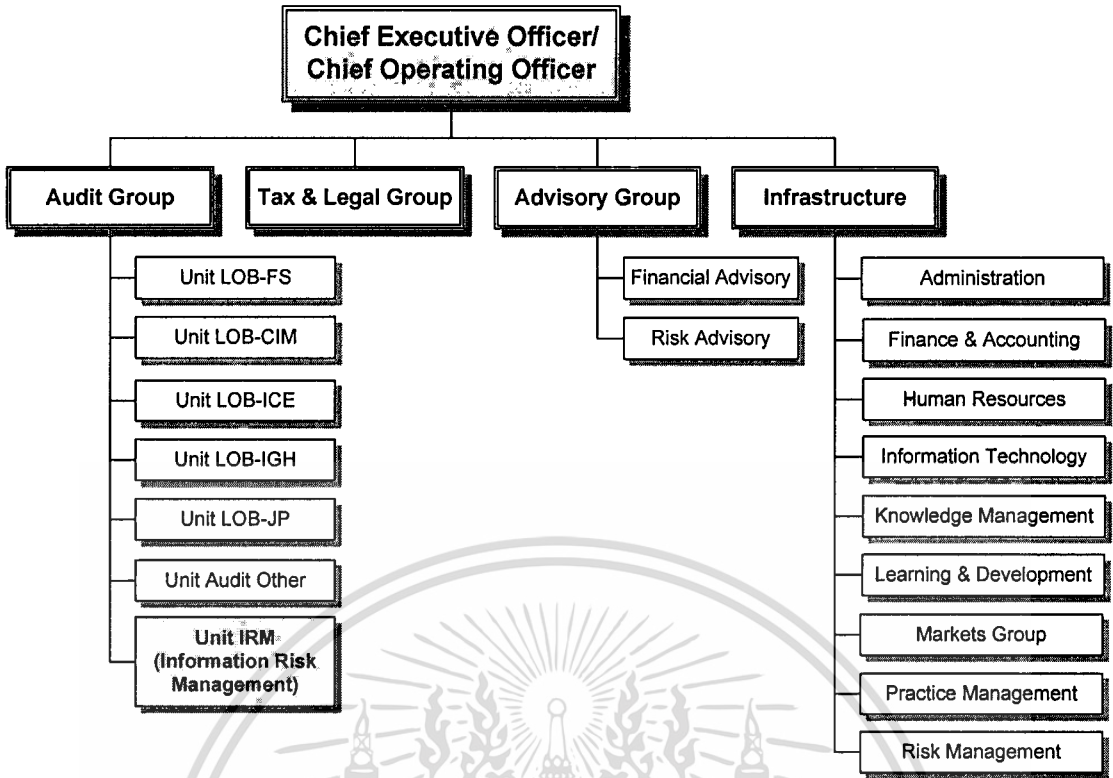 Chief Executive Officer/
Chief Operating Officer
Audit Group
Tax & Legal Group
Advisory Group
Infrastructure
Unit LOB-FS
Unit LOB-CIM
Unit LOB-ICE
Unit LOB-IGH
Unit LOB-JP
Unit Audit Other
Unit IRM
(Information Risk
Management)
Financial Advisory
Risk Advisory
Administration
Finance & Accounting
Human Resources
Information Technology
Knowledge Management
Learning & Development
Markets Group
Practice Management
Risk Management